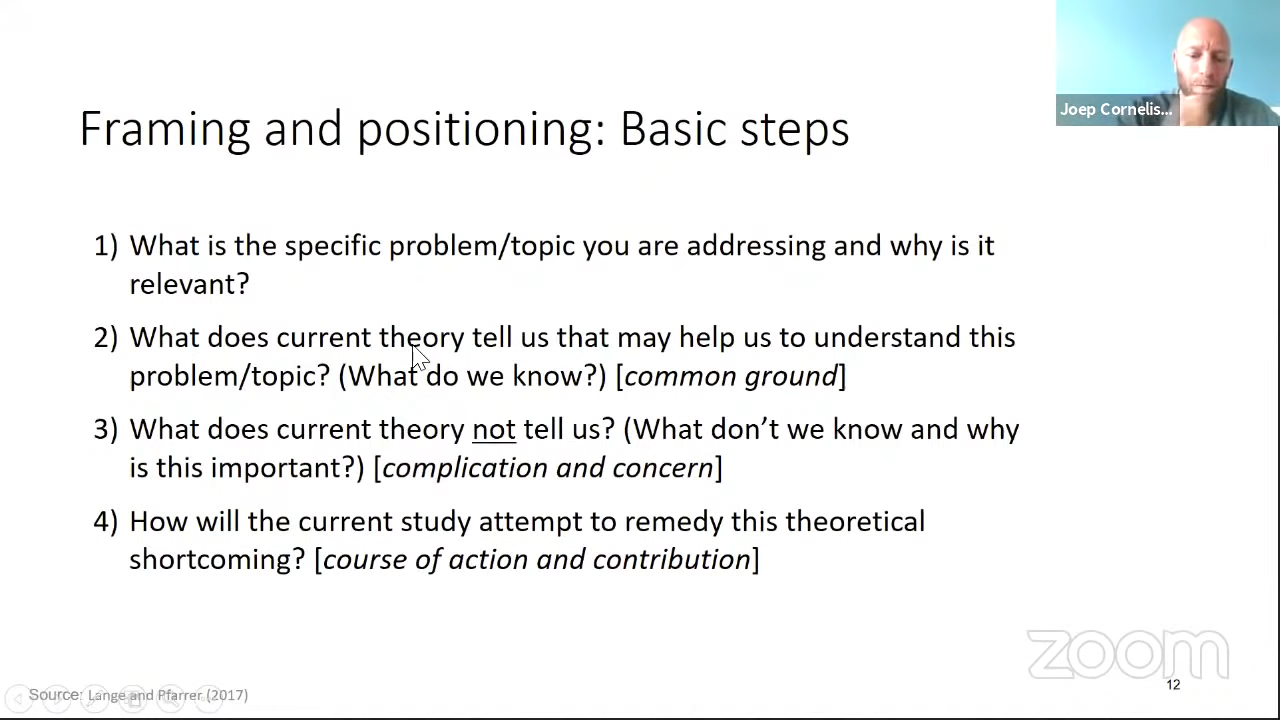 Joep Cornelis...
Framing and positioning: Basic steps
1) What is the specific problem/topic you are addressing and why is it
relevant?
2) What does current theory tell us that may help us to understand this
problem/topic? (What do we know?) [common ground]
3) What does current theory not tell us? (What don’t we know and why
is this important?) [complication and concern]
4) How will the current study attempt to remedy this theoretical
shortcoming? [course of action and contribution]
zoom
Source: Lange and Pfarrer (2017)
12